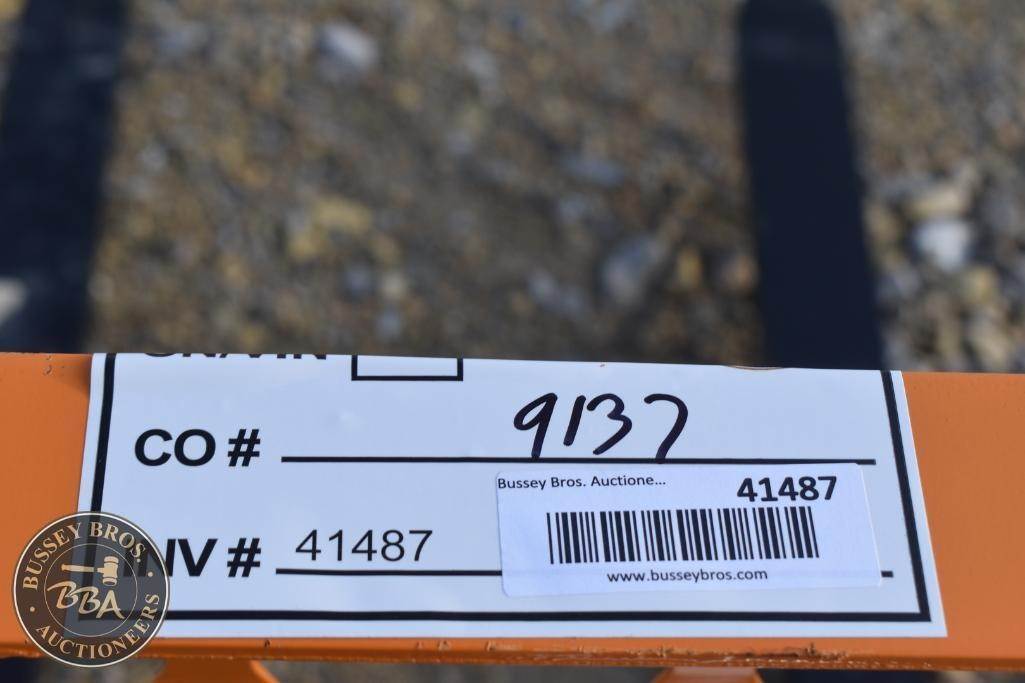 CO # 9137
Bussey Bros. Auctione...
41487
INV # 41487
www.busseybros.com
BUSSEY BROS.
BBA
AUCTIONEERS